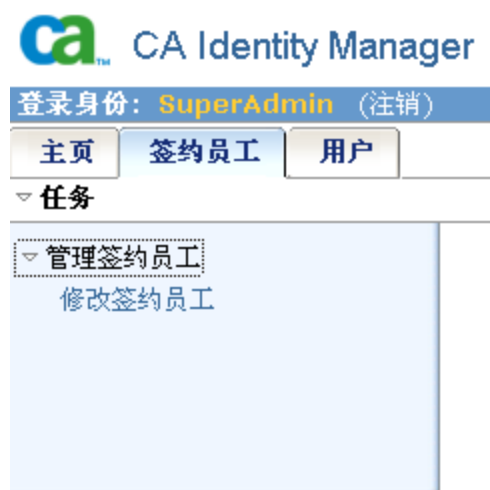 ca™ CA Identity Manager
登录身份: SuperAdmin (注销)
主页 签约员工 用户
任务
管理签约员工
修改签约员工